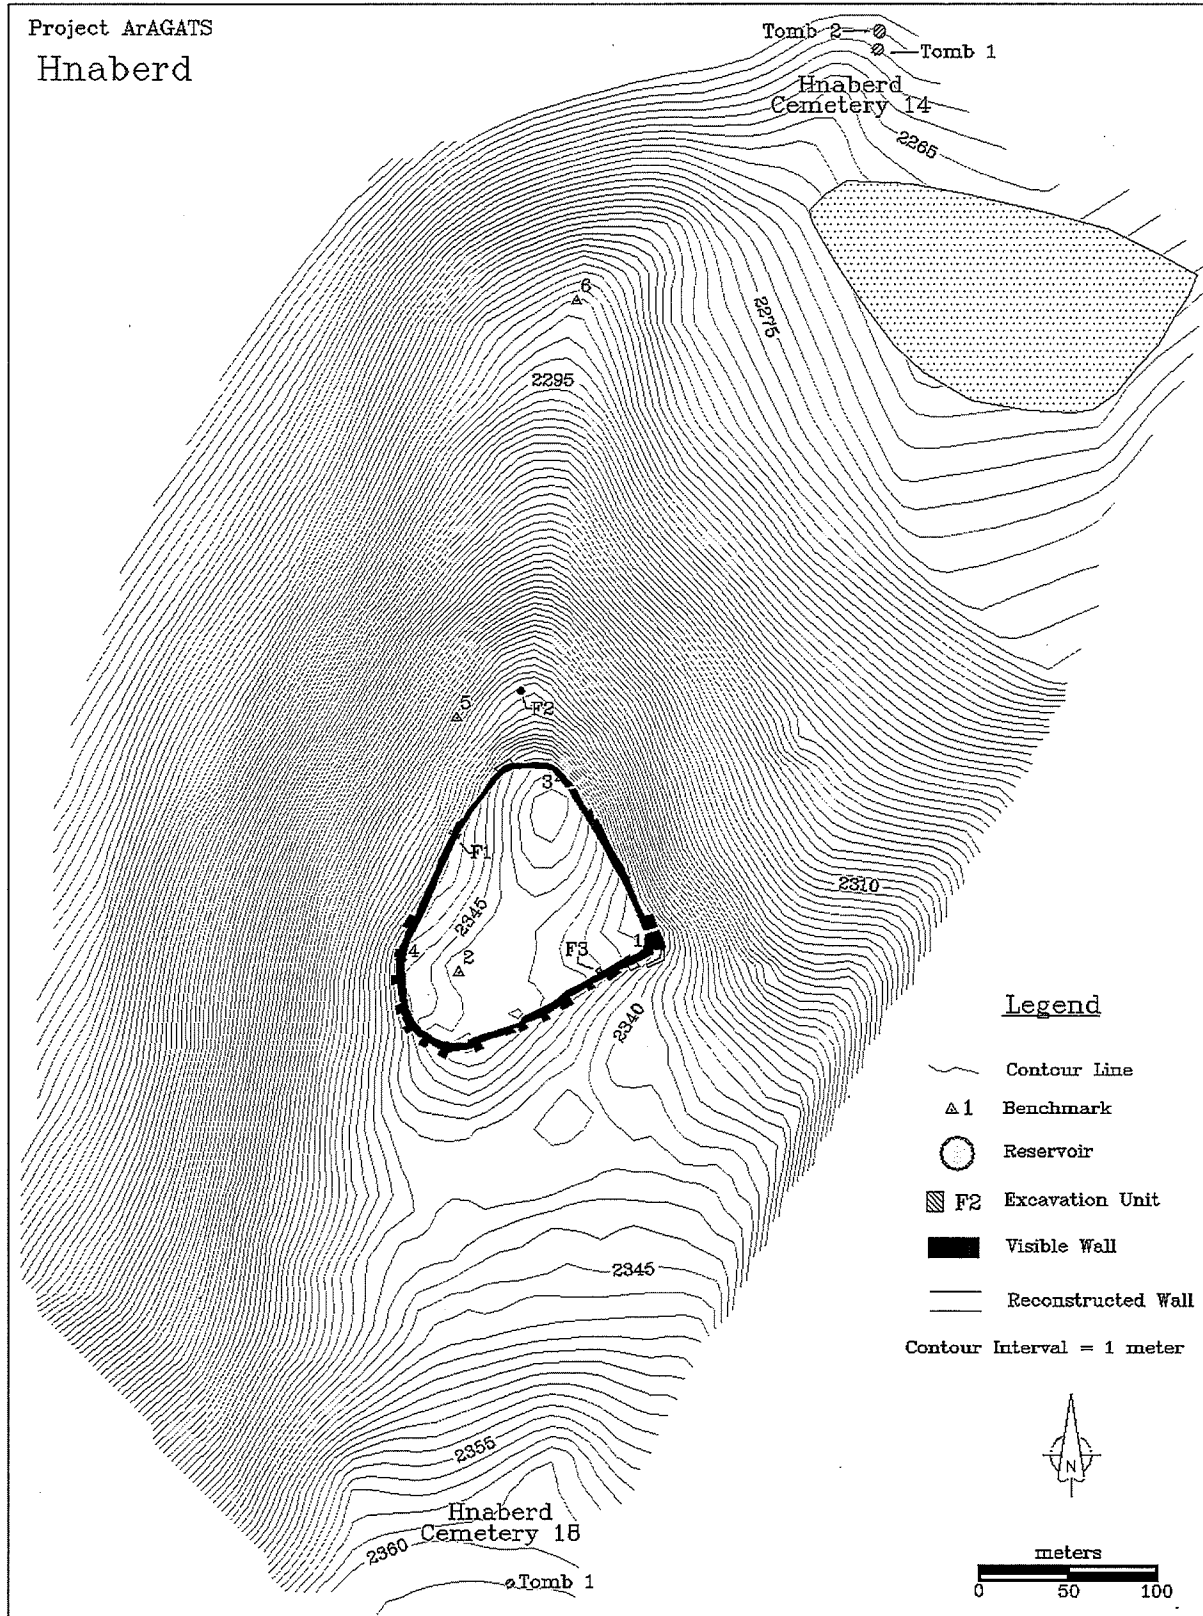 Project ArAGATS
Hnaberd
Tomb 2
Tomb 1
Hnaberd
Cemetery 14
2265
6
2275
2295
5
F2
3
F1
2310
2345
4
2
F3
1
2340
Legend
Contour Line
1 Benchmark
Reservoir
F2 Excavation Unit
Visible Wall
Reconstructed Wall
Contour Interval = 1 meter
2345
2355
N
Hnaberd
Cemetery 18
2360
Tomb 1
meters
0 50 100